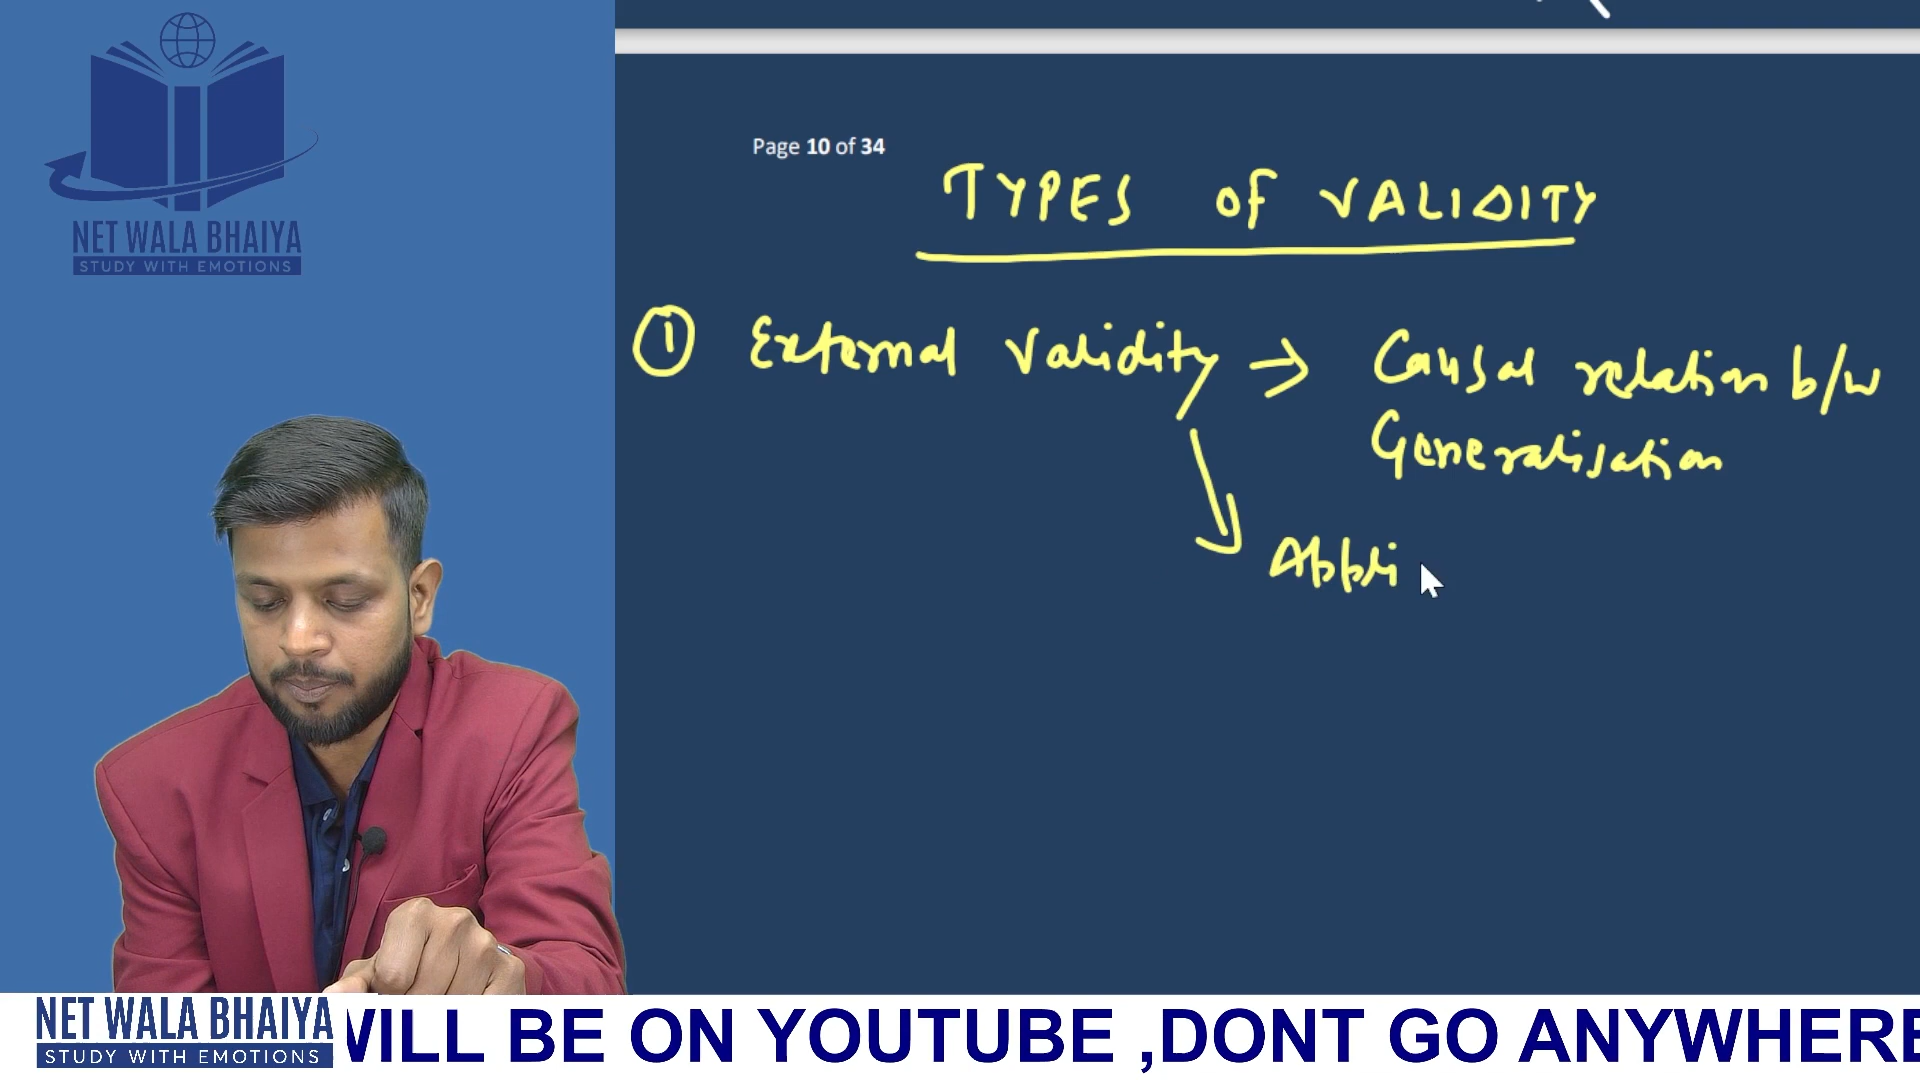 NET WALA BHAIYA
STUDY WITH EMOTIONS
Page 10 of 34
TYPES of VALIDITY
1 External validity → Causal relation b/w
Generalisation
Appli
NET WALA BHAIYA
STUDY WITH EMOTIONS
WILL BE ON YOUTUBE ,DONT GO ANYWHERE